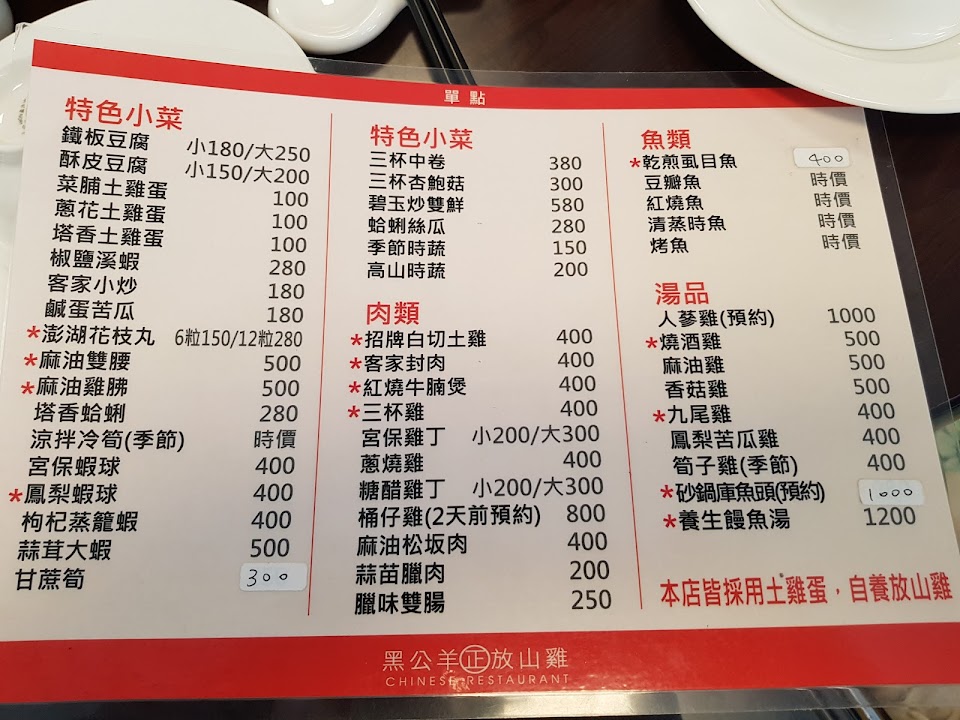 單點
特色小菜
鐵板豆腐 小180/大250
酥皮豆腐 小150/大200
菜脯土雞蛋 100
蔥花土雞蛋 100
塔香土雞蛋 100
椒鹽溪蝦 280
客家小炒 180
鹹蛋苦瓜 180
*澎湖花枝丸 6粒150/12粒280
*麻油雙腰 500
*麻油雞胇 500
塔香蛤蜊 280
涼拌冷筍(季節) 時價
宮保蝦球 400
*鳳梨蝦球 400
枸杞蒸籠蝦 400
蒜茸大蝦 500
甘蔗筍 300
特色小菜
三杯中卷 380
三杯杏鮑菇 300
碧玉炒雙鮮 580
蛤蜊絲瓜 280
季節時蔬 150
高山時蔬 200
肉類
*招牌白切土雞 400
*客家封肉 400
*紅燒牛腩煲 400
*三杯雞 400
宮保雞丁 小200/大300
蔥燒雞 400
糖醋雞丁 小200/大300
桶仔雞(2天前預約) 800
麻油松坂肉 400
蒜苗臘肉 200
臘味雙腸 250
魚類
*乾煎虱目魚 400
豆瓣魚 時價
紅燒魚 時價
清蒸時魚 時價
烤魚 時價
湯品
人蔘雞(預約) 1000
*燒酒雞 500
麻油雞 500
香菇雞 500
*九尾雞 400
鳳梨苦瓜雞 400
筍子雞(季節) 400
*砂鍋庫魚頭(預約) 1000
*養生饅魚湯 1200
本店皆採用土雞蛋，自養放山雞
黑公羊正放山雞
CHINESE RESTAURANT